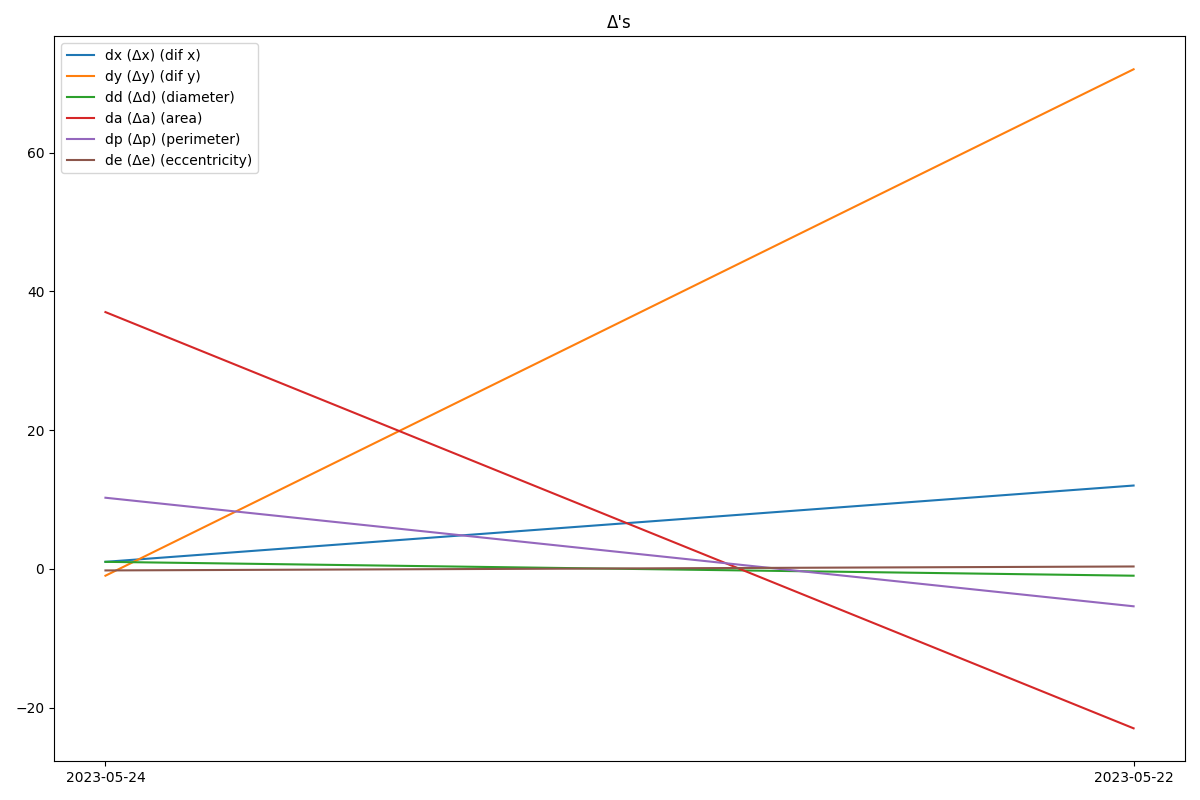 Δ's
dx (Δx) (dif x)
dy (Δy) (dif y)
dd (Δd) (diameter)
da (Δa) (area)
dp (Δp) (perimeter)
de (Δe) (eccentricity)
60
40
20
0
−20
2023-05-24
2023-05-22